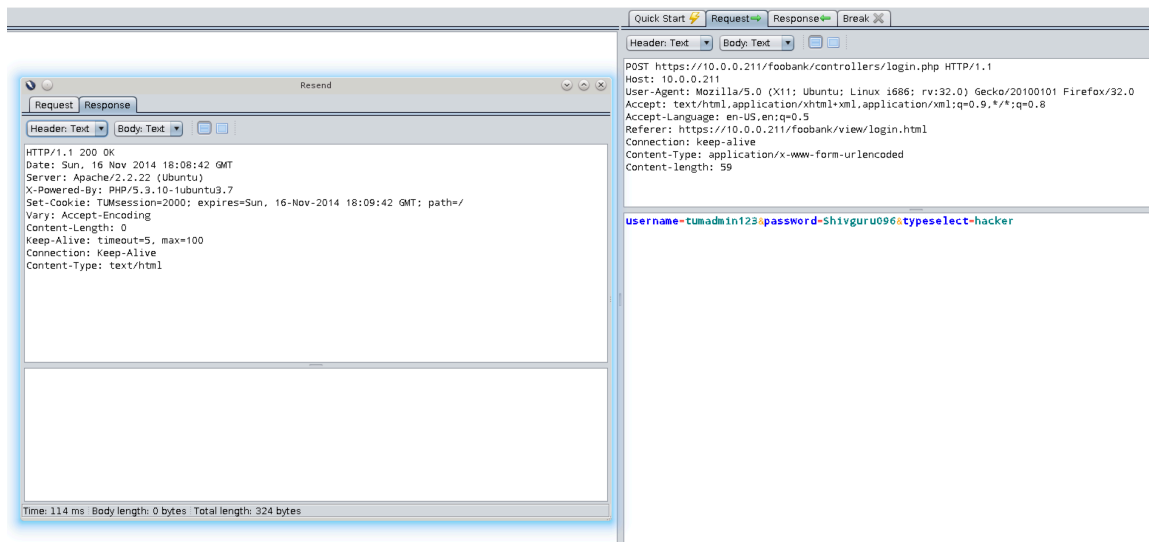 Quick Start Request Response Break
Header: Text Body: Text
POST https://10.0.0.211/foobank/controllers/login.php HTTP/1.1
Host: 10.0.0.211
User-Agent: Mozilla/5.0 (X11; Ubuntu; Linux i686; rv:32.0) Gecko/20100101 Firefox/32.0
Accept: text/html,application/xhtml+xml,application/xml;q=0.9,*/*;q=0.8
Accept-Language: en-US,en;q=0.5
Referer: https://10.0.0.211/foobank/view/login.html
Connection: keep-alive
Content-Type: application/x-www-form-urlencoded
Content-length: 59
username=tumadmin123&password=Shivguru096&typeselect=hacker
Resend
Request Response
Header: Text Body: Text
HTTP/1.1 200 OK
Date: Sun, 16 Nov 2014 18:08:42 GMT
Server: Apache/2.2.22 (Ubuntu)
X-Powered-By: PHP/5.3.10-1ubuntu3.7
Set-Cookie: TUMsession=2000; expires=Sun, 16-Nov-2014 18:09:42 GMT; path=/
Vary: Accept-Encoding
Content-Length: 0
Keep-Alive: timeout=5, max=100
Connection: Keep-Alive
Content-Type: text/html
Time: 114 ms Body length: 0 bytes Total length: 324 bytes